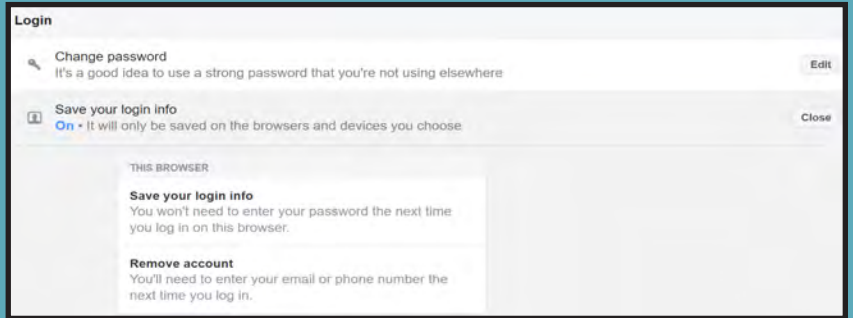 Login
Change password
It's a good idea to use a strong password that you're not using elsewhere
Edit
Save your login info
On • It will only be saved on the browsers and devices you choose
Close
THIS BROWSER
Save your login info
You won't need to enter your password the next time
you log in on this browser.
Remove account
You'll need to enter your email or phone number the
next time you log in.